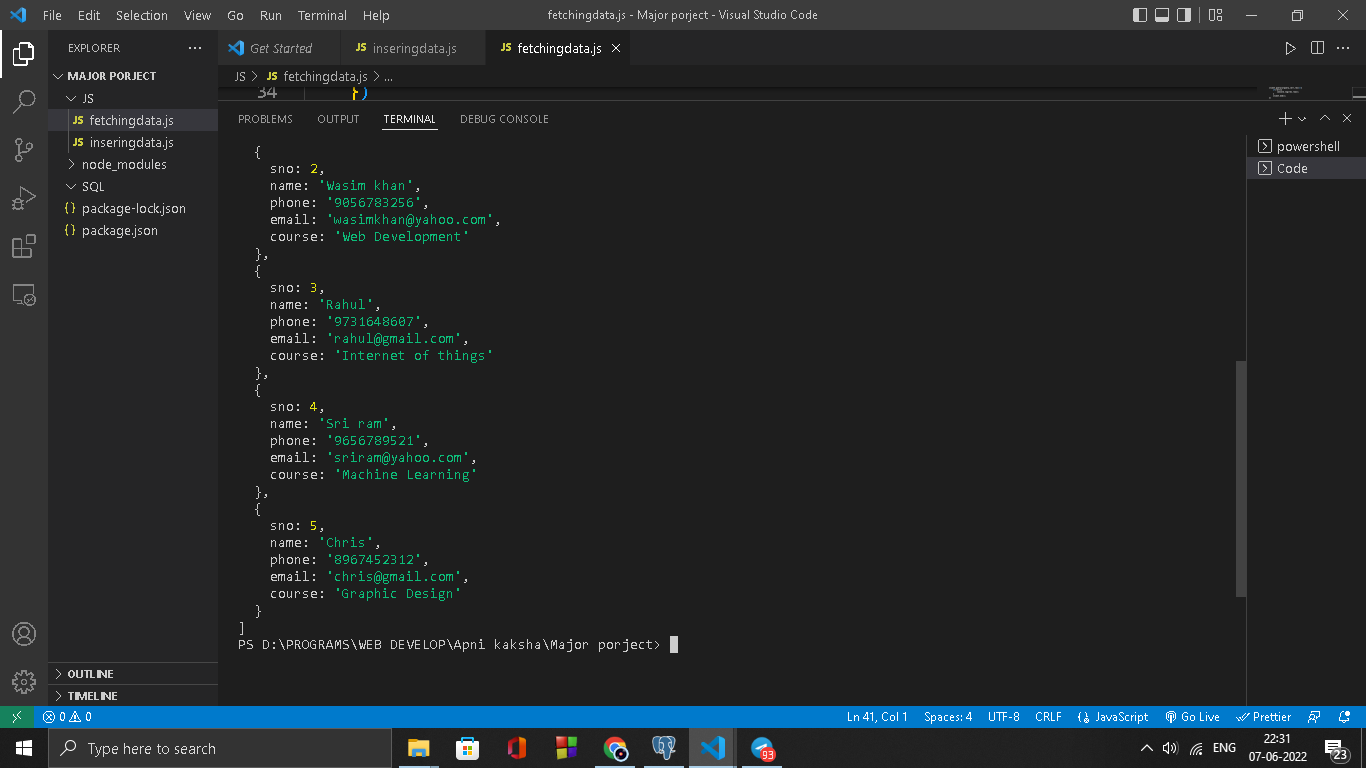 File Edit Selection View Go Run Terminal Help
fetchingdata.js - Major porject - Visual Studio Code
EXPLORER
Get Started
JS inseringdata.js
JS fetchingdata.js
MAJOR PORJECT
JS
JS fetchingdata.js
JS inseringdata.js
node_modules
SQL
{} package-lock.json
{} package.json
OUTLINE
TIMELINE
JS > JS fetchingdata.js > ...
34 })
PROBLEMS OUTPUT TERMINAL DEBUG CONSOLE
powershell
Code
{
sno: 2,
name: 'Wasim khan',
phone: '9056783256',
email: 'wasimkhan@yahoo.com',
course: 'Web Development'
},
{
sno: 3,
name: 'Rahul',
phone: '9731648607',
email: 'rahul@gmail.com',
course: 'Internet of things'
},
{
sno: 4,
name: 'Sri ram',
phone: '9656789521',
email: 'sriram@yahoo.com',
course: 'Machine Learning'
},
{
sno: 5,
name: 'Chris',
phone: '8967452312',
email: 'chris@gmail.com',
course: 'Graphic Design'
}
]
PS D:\PROGRAMS\WEB DEVELOP\Apni kaksha\Major porject>
0 0
Ln 41, Col 1 Spaces: 4 UTF-8 CRLF JavaScript Go Live Prettier
Type here to search
93
ENG
22:31
07-06-2022
23